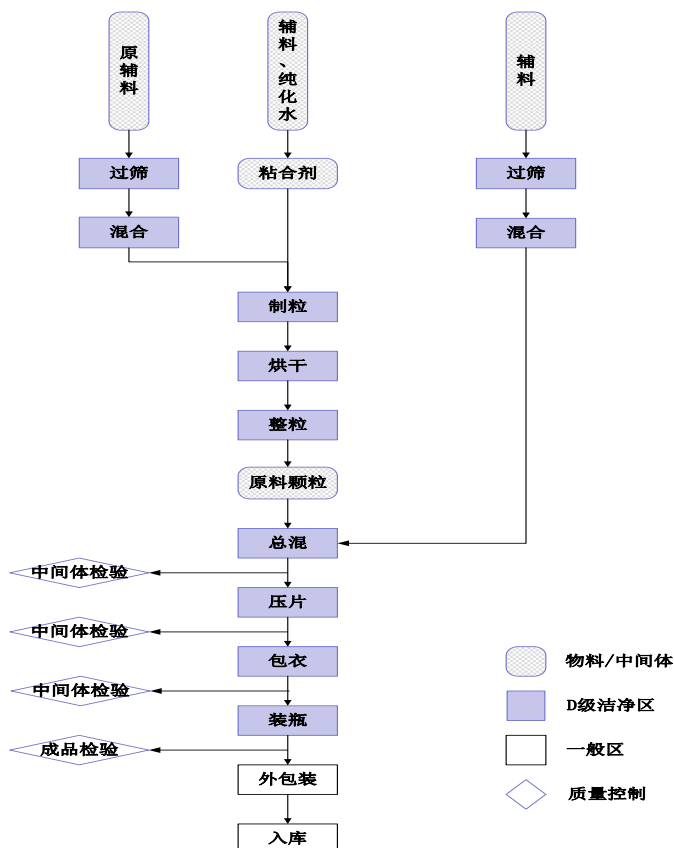 原辅料
辅料、纯化水
辅料
过筛
粘合剂
过筛
混合
混合
制粒
烘干
整粒
原料颗粒
总混
中间体检验
压片
中间体检验
包衣
物料/中间体
中间体检验
装瓶
D级洁净区
成品检验
一般区
外包装
质量控制
入库